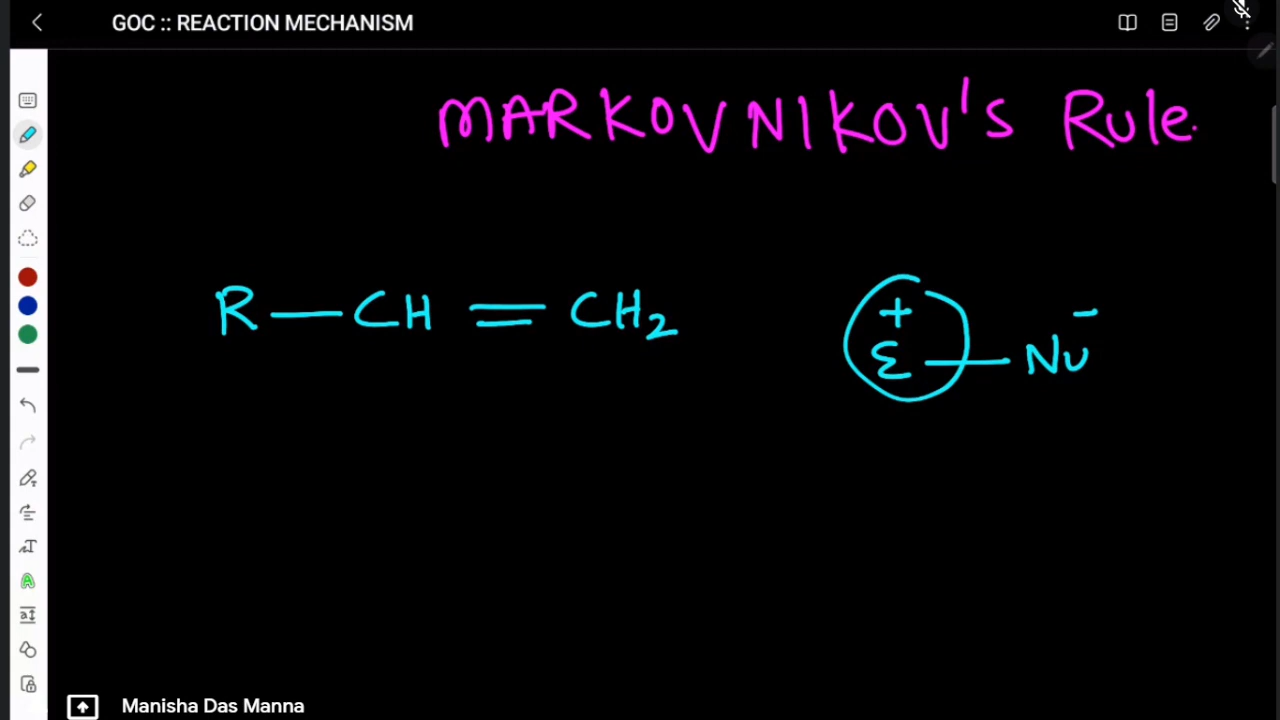 GOC :: REACTION MECHANISM
MARKOVNIKOV's Rule.
R—CH=CH₂
+ −
Ɛ—Nu
Manisha Das Manna